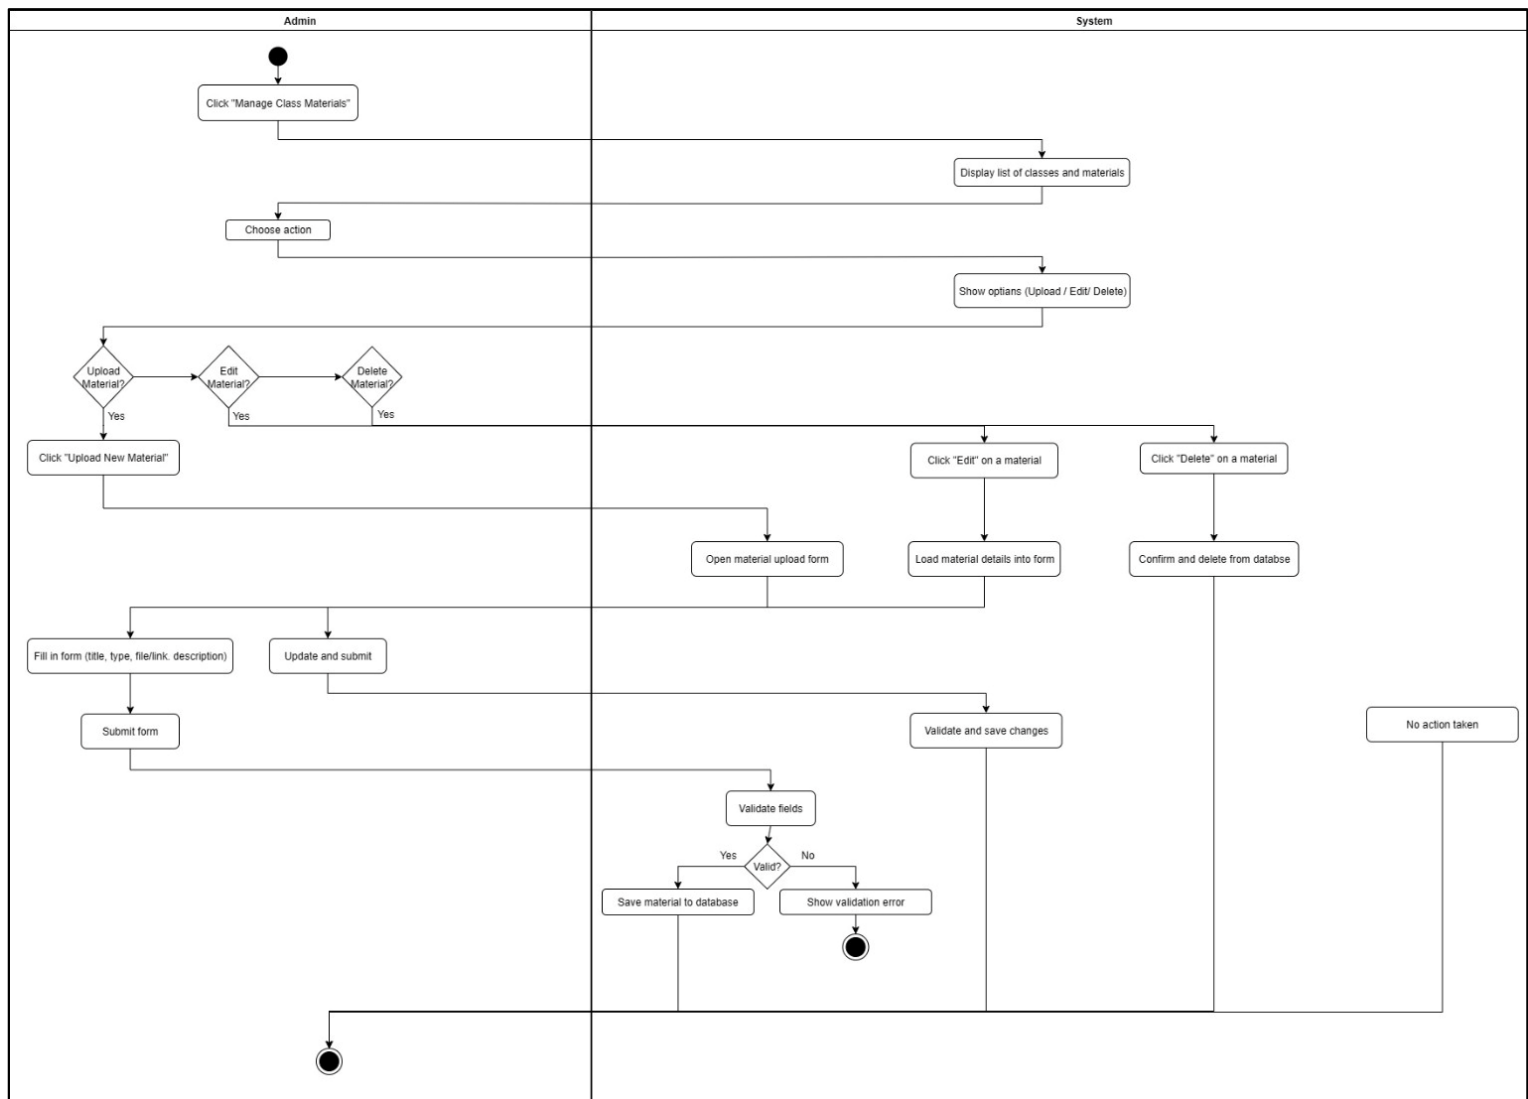 Admin
System
Click "Manage Class Materials"
Display list of classes and materials
Choose action
Show optians (Upload / Edit/ Delete)
Upload
Material?
Edit
Material?
Delete
Material?
Yes
Yes
Yes
Click "Upload New Material"
Click "Edit" on a material
Click "Delete" on a material
Open material upload form
Load material details into form
Confirm and delete from databse
Fill in form (title, type, file/link. description)
Update and submit
Submit form
Validate and save changes
No action taken
Validate fields
Yes
Valid?
No
Save material to database
Show validation error